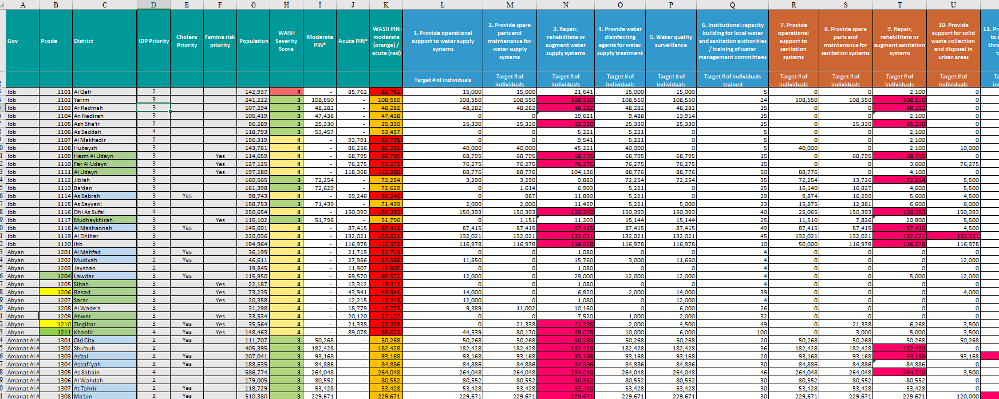 A B C D E F G H I J K L M N O P Q R S T U
Gov Pcode District IDP Priority Cholera Priority Famine risk priority Population WASH Severity Score Moderate PIN* Acute PIN* WASH PIN - moderate (orange) / acute (red) 1. Provide operational support to water supply systems 2. Provide spare parts and maintenance for water supply systems 3. Repair, rehabilitate or augment water supply systems 4. Provide water disinfecting agents for water supply treatment 5. Water quality surveillance 6. Institutional capacity building for local water and sanitation authorities / training of water management committees 7. Provide operational support to sanitation systems 8. Provide spare parts and maintenance for sanitation systems 9. Repair, rehabilitate or augment sanitation systems 10. Provide support for solid waste collection and disposal in urban areas
Target # of individuals Target # of individuals Target # of individuals Target # of individuals Target # of individuals Target # of individuals trained Target # of individuals Target # of individuals Target # of individuals Target # of individuals
Ibb 1101 Al Qafr 2 142,937 4 - 85,762 85,762 15,000 15,000 21,641 15,000 15,000 5 0 0 2,100 0
Ibb 1102 Yarim 3 241,222 3 108,550 - 108,550 108,550 108,550 108,550 108,550 108,550 24 108,550 108,550 108,550 0
Ibb 1103 Ar Radmah 3 107,294 3 48,282 - 48,282 48,282 48,282 48,282 48,282 48,282 15 0 0 48,282 0
Ibb 1104 An Nadirah 3 105,419 3 47,438 - 47,438 0 0 19,621 9,488 13,914 15 0 0 2,100 0
Ibb 1105 Ash Sha'ir 2 56,289 3 25,330 - 25,330 25,330 25,330 25,330 25,330 25,330 15 0 25,330 25,330 0
Ibb 1106 As Saddah 4 118,793 3 53,457 - 53,457 0 0 5,221 5,221 0 5 0 0 2,100 0
Ibb 1107 Al Makhadir 2 156,319 4 - 93,791 93,791 0 0 9,541 5,221 0 5 0 0 2,100 0
Ibb 1108 Hubaysh 3 143,761 4 - 86,256 86,256 40,000 40,000 45,221 40,000 0 5 40,000 0 2,100 10,000
Ibb 1109 Hazm Al Udayn 3 Yes 114,659 4 - 68,795 68,795 68,795 68,795 68,795 68,795 68,795 15 0 68,795 68,795 0
Ibb 1110 Far Al Udayn 3 Yes 127,125 4 - 76,275 76,275 76,275 76,275 76,275 76,275 76,275 15 0 0 3,600 76,275
Ibb 1111 Al Udayn 3 Yes 197,280 4 - 118,368 118,368 88,776 88,776 104,136 88,776 88,776 50 88,776 0 4,100 0
Ibb 1112 Jiblah 3 160,565 3 72,254 - 72,254 3,290 3,290 9,883 72,254 72,254 35 72,254 13,726 72,254 5,500
Ibb 1113 Ba'dan 3 161,398 3 72,629 - 72,629 0 1,614 6,903 5,221 0 25 16,140 16,827 4,600 5,500
Ibb 1114 As Sabrah 3 Yes 98,743 4 - 59,246 59,246 0 987 11,890 5,221 0 29 9,874 16,290 5,600 4,500
Ibb 1115 As Sayyani 3 158,753 3 71,439 - 71,439 2,000 2,000 11,459 5,221 5,000 33 15,875 12,381 6,600 6,000
Ibb 1116 Dhi As Sufal 4 250,654 4 - 150,393 150,393 150,393 150,393 150,393 150,393 150,393 40 25,065 150,393 150,393 150,393
Ibb 1117 Mudhaykhirah 3 Yes 115,102 3 51,796 - 51,796 0 1,151 11,203 15,144 15,144 25 11,510 7,826 20,800 5,500
Ibb 1118 Al Mashannah 3 Yes 145,691 4 - 87,415 87,415 87,415 87,415 87,415 87,415 87,415 49 87,415 87,415 87,415 4,500
Ibb 1119 Al Dhihar 3 220,036 4 - 132,021 132,021 132,021 132,021 132,021 132,021 132,021 45 132,021 132,021 132,021 132,021
Ibb 1120 Ibb 3 194,964 4 - 116,978 116,978 116,978 116,978 116,978 116,978 116,978 10 50,000 116,978 116,978 116,978
Abyan 1201 Al Mahfad 3 Yes 36,199 4 - 21,719 21,719 0 0 1,080 0 0 4 0 0 0 0
Abyan 1202 Mudiyah 2 Yes 46,611 4 - 27,966 27,966 11,650 0 15,760 3,000 11,650 4 0 0 0 12,000
Abyan 1203 Jayshan 2 19,845 4 - 11,907 11,907 0 0 1,080 0 0 4 0 0 0 0
Abyan 1204 Lawdar 3 Yes 115,950 4 - 69,570 69,570 12,000 0 29,000 12,000 12,000 4 0 0 5,000 12,000
Abyan 1205 Sibah 3 Yes 22,187 4 - 13,312 13,312 0 0 1,080 0 0 4 0 0 0 0
Abyan 1206 Rasad 3 Yes 73,235 4 - 43,941 43,941 14,000 0 6,820 2,000 14,000 39 0 0 0 4,000
Abyan 1207 Sarar 3 Yes 20,358 4 - 12,215 12,215 12,000 0 1,080 0 12,000 4 0 0 0 0
Abyan 1208 Al Wade'a 3 31,298 4 - 18,779 18,779 9,389 11,002 10,160 0 6,000 26 0 0 0 0
Abyan 1209 Ahwar 3 Yes 33,534 4 - 20,120 20,120 0 0 7,520 1,000 2,000 32 0 0 0 0
Abyan 1210 Zingibar 3 Yes Yes 35,564 4 - 21,338 21,338 0 21,338 21,338 2,000 4,500 49 0 21,338 6,268 3,500
Abyan 1211 Khanfir 4 Yes Yes 148,463 4 - 89,078 89,078 44,539 80,170 89,078 10,000 6,000 100 0 3,000 5,000 3,500
Amanat Al A 1301 Old City 2 Yes 111,707 3 50,268 - 50,268 50,268 50,268 50,268 50,268 50,268 20 50,268 50,268 50,268 50,268
Amanat Al A 1302 Shu'aub 2 405,395 3 182,428 - 182,428 182,428 182,428 182,428 182,428 182,428 36 182,428 182,428 182,428 0
Amanat Al A 1303 Az'zal 3 Yes 207,041 3 93,168 - 93,168 93,168 93,168 93,168 93,168 93,168 20 93,168 93,168 93,168 93,168
Amanat Al A 1304 Assafi'yah 3 Yes 188,635 3 84,886 - 84,886 84,886 84,886 84,886 84,886 84,886 30 84,886 84,886 84,886 0
Amanat Al A 1305 As Sabain 4 586,774 3 264,048 - 264,048 264,048 264,048 264,048 264,048 264,048 46 264,048 264,048 264,048 3,500
Amanat Al A 1306 Al Wahdah 2 179,005 3 80,552 - 80,552 80,552 80,552 80,552 80,552 80,552 30 80,552 80,552 80,552 0
Amanat Al A 1307 At Tahrir 2 Yes 118,729 3 53,428 - 53,428 53,428 53,428 53,428 53,428 53,428 30 53,428 53,428 53,428 0
Amanat Al A 1308 Ma'ain 3 Yes 510,380 3 229,671 - 229,671 229,671 229,671 229,671 229,671 229,671 30 229,671 229,671 229,671 120,000